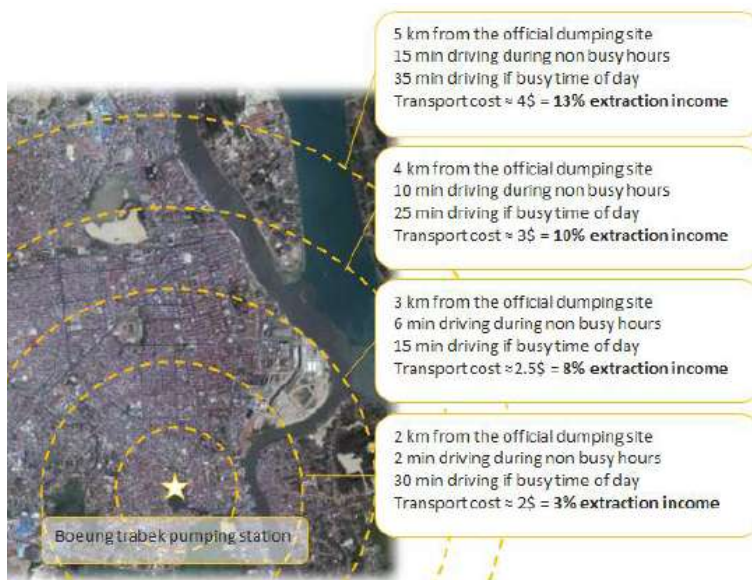 5 km from the official dumping site
15 min driving during non busy hours
35 min driving if busy time of day
Transport cost ≈ 4$ = 13% extraction income
4 km from the official dumping site
10 min driving during non busy hours
25 min driving if busy time of day
Transport cost ≈ 3$ = 10% extraction income
3 km from the official dumping site
6 min driving during non busy hours
15 min driving if busy time of day
Transport cost ≈2.5$ = 8% extraction income
2 km from the official dumping site
2 min driving during non busy hours
30 min driving if busy time of day
Transport cost ≈ 2$ = 3% extraction income
Boeung trabek pumping station